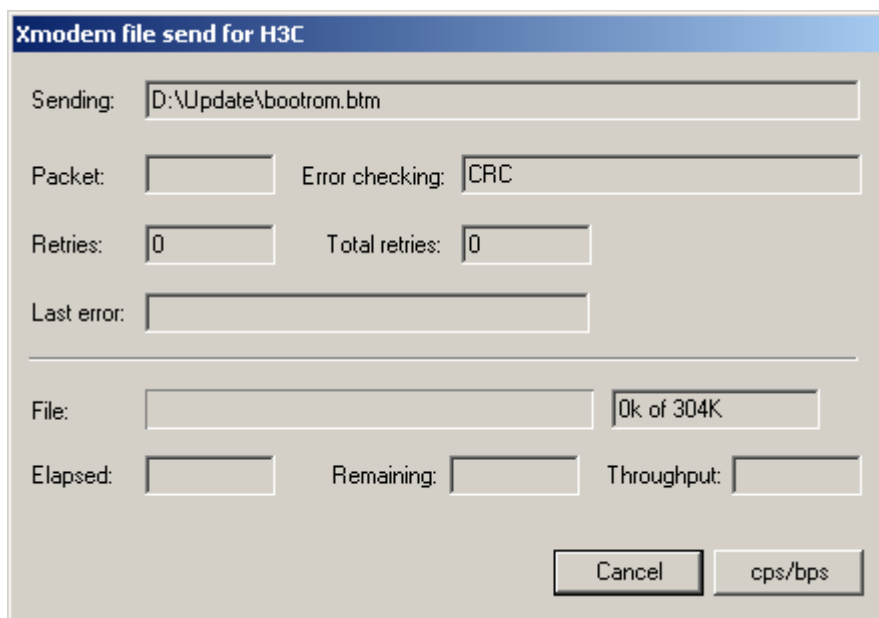 Xmodem file send for H3C
Sending: D:\Update\bootrom.btm
Packet: Error checking: CRC
Retries: 0 Total retries: 0
Last error:
File: 0k of 304K
Elapsed: Remaining: Throughput:
Cancel cps/bps